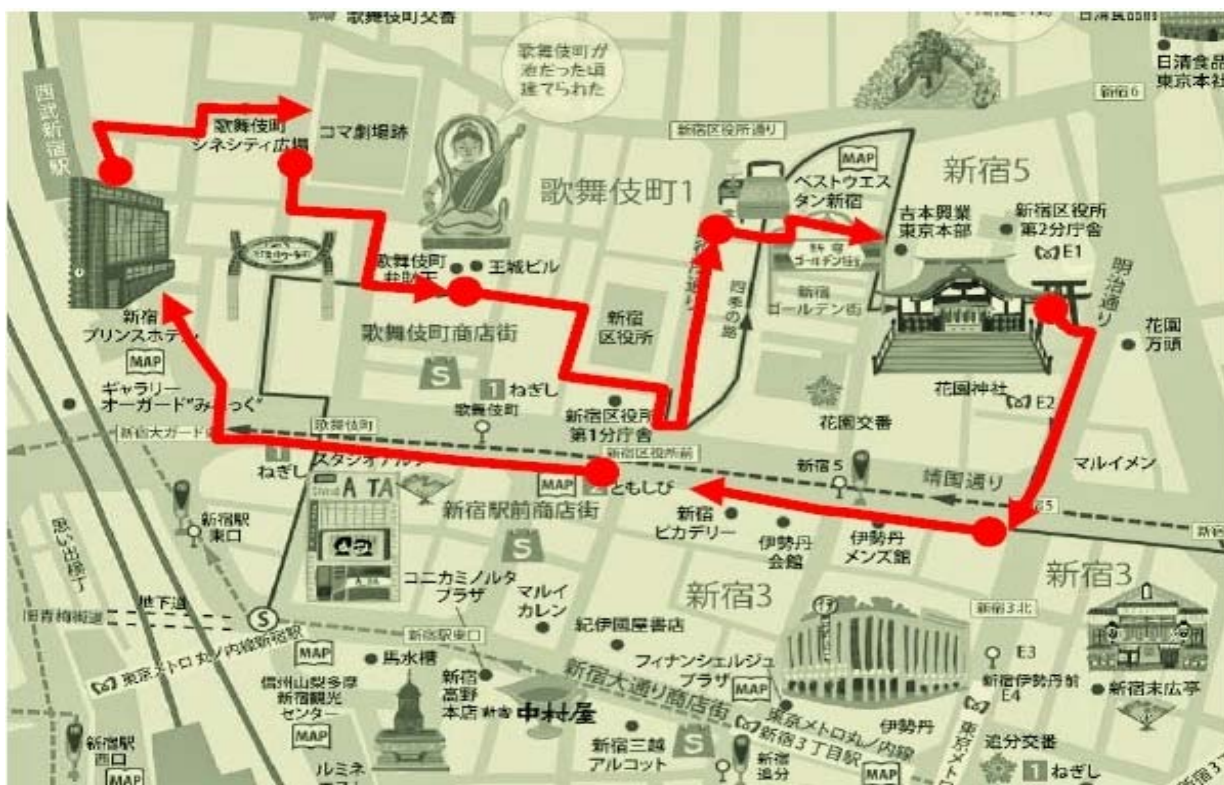 歌舞伎町交番
歌舞伎町が
池だった頃
建てられた
日清食品
東京本社
新宿6
西武新宿駅
歌舞伎町
シネシティ広場
コマ劇場跡
新宿区役所通り
歌舞伎町1
MAP
ベストウエス
タン新宿
新宿5
吉本興業
東京本部
新宿区役所
第2分庁舎
E1
明治通り
歌舞伎町
王城ビル
新宿
ゴールデン街
四季の路
新宿
プリンスホテル
MAP
歌舞伎町商店街
新宿
区役所
花園
万頭
ギャラリー
オーガード"みるっく"
S
1 ねぎし
歌舞伎町
新宿区役所
第1分庁舎
花園交番
花園神社
E2
歌舞伎町
新宿区役所前
1
ねぎし
MAP
ともしび
新宿5
靖国通り
マルイメン
新宿駅
東口
ATA
新宿駅前商店街
S
新宿
ピカデリー
伊勢丹
会館
伊勢丹
メンズ館
思い出横丁
コニカミノルタ
プラザ
マルイ
カレン
新宿3
新宿3
新宿3北
地下道
青梅街道
S
新宿駅東口
紀伊國屋書店
東京メトロ丸ノ内線新宿駅
MAP
馬水槽
フィナンシェルジュ
プラザ
MAP
E3
新宿伊勢丹前
E4
信州山梨多摩
新宿観光
センター
MAP
新宿
高野
本店
中村屋
新宿大通り商店街
伊勢丹
新宿末広亭
新宿駅
西口
MAP
ルミネ
新宿三越
アルコット
S
東京メトロ丸ノ内線
新宿3丁目駅
新宿
追分
MAP
東京メトロ
追分交番
1 ねぎし